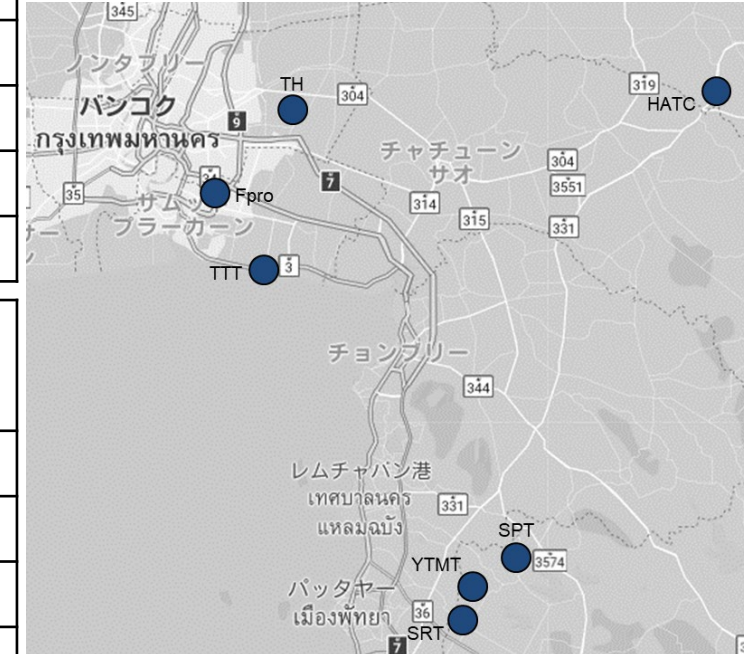 345
ノンタブリー
TH
319
304
HATC
バンコク
9
กรุงเทพมหานคร
チャチューン
サオ
304
7
3551
35
Fpro
314
サムッ
プラーカーン
315
331
TTT
3
チョンブリー
344
レムチャバン港
เทศบาลนคร
แหลมฉบัง
331
SPT
3574
YTMT
パッタヤー
เมืองพัทยา
36
SRT
7